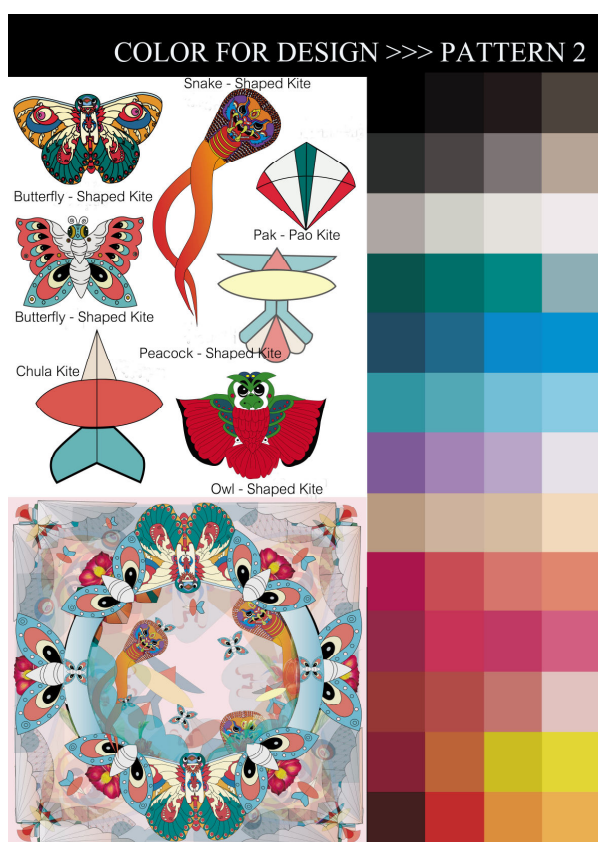 COLOR FOR DESIGN >>> PATTERN 2
Snake - Shaped Kite
Butterfly - Shaped Kite
Pak - Pao Kite
Butterfly - Shaped Kite
Peacock - Shaped Kite
Chula Kite
Owl - Shaped Kite